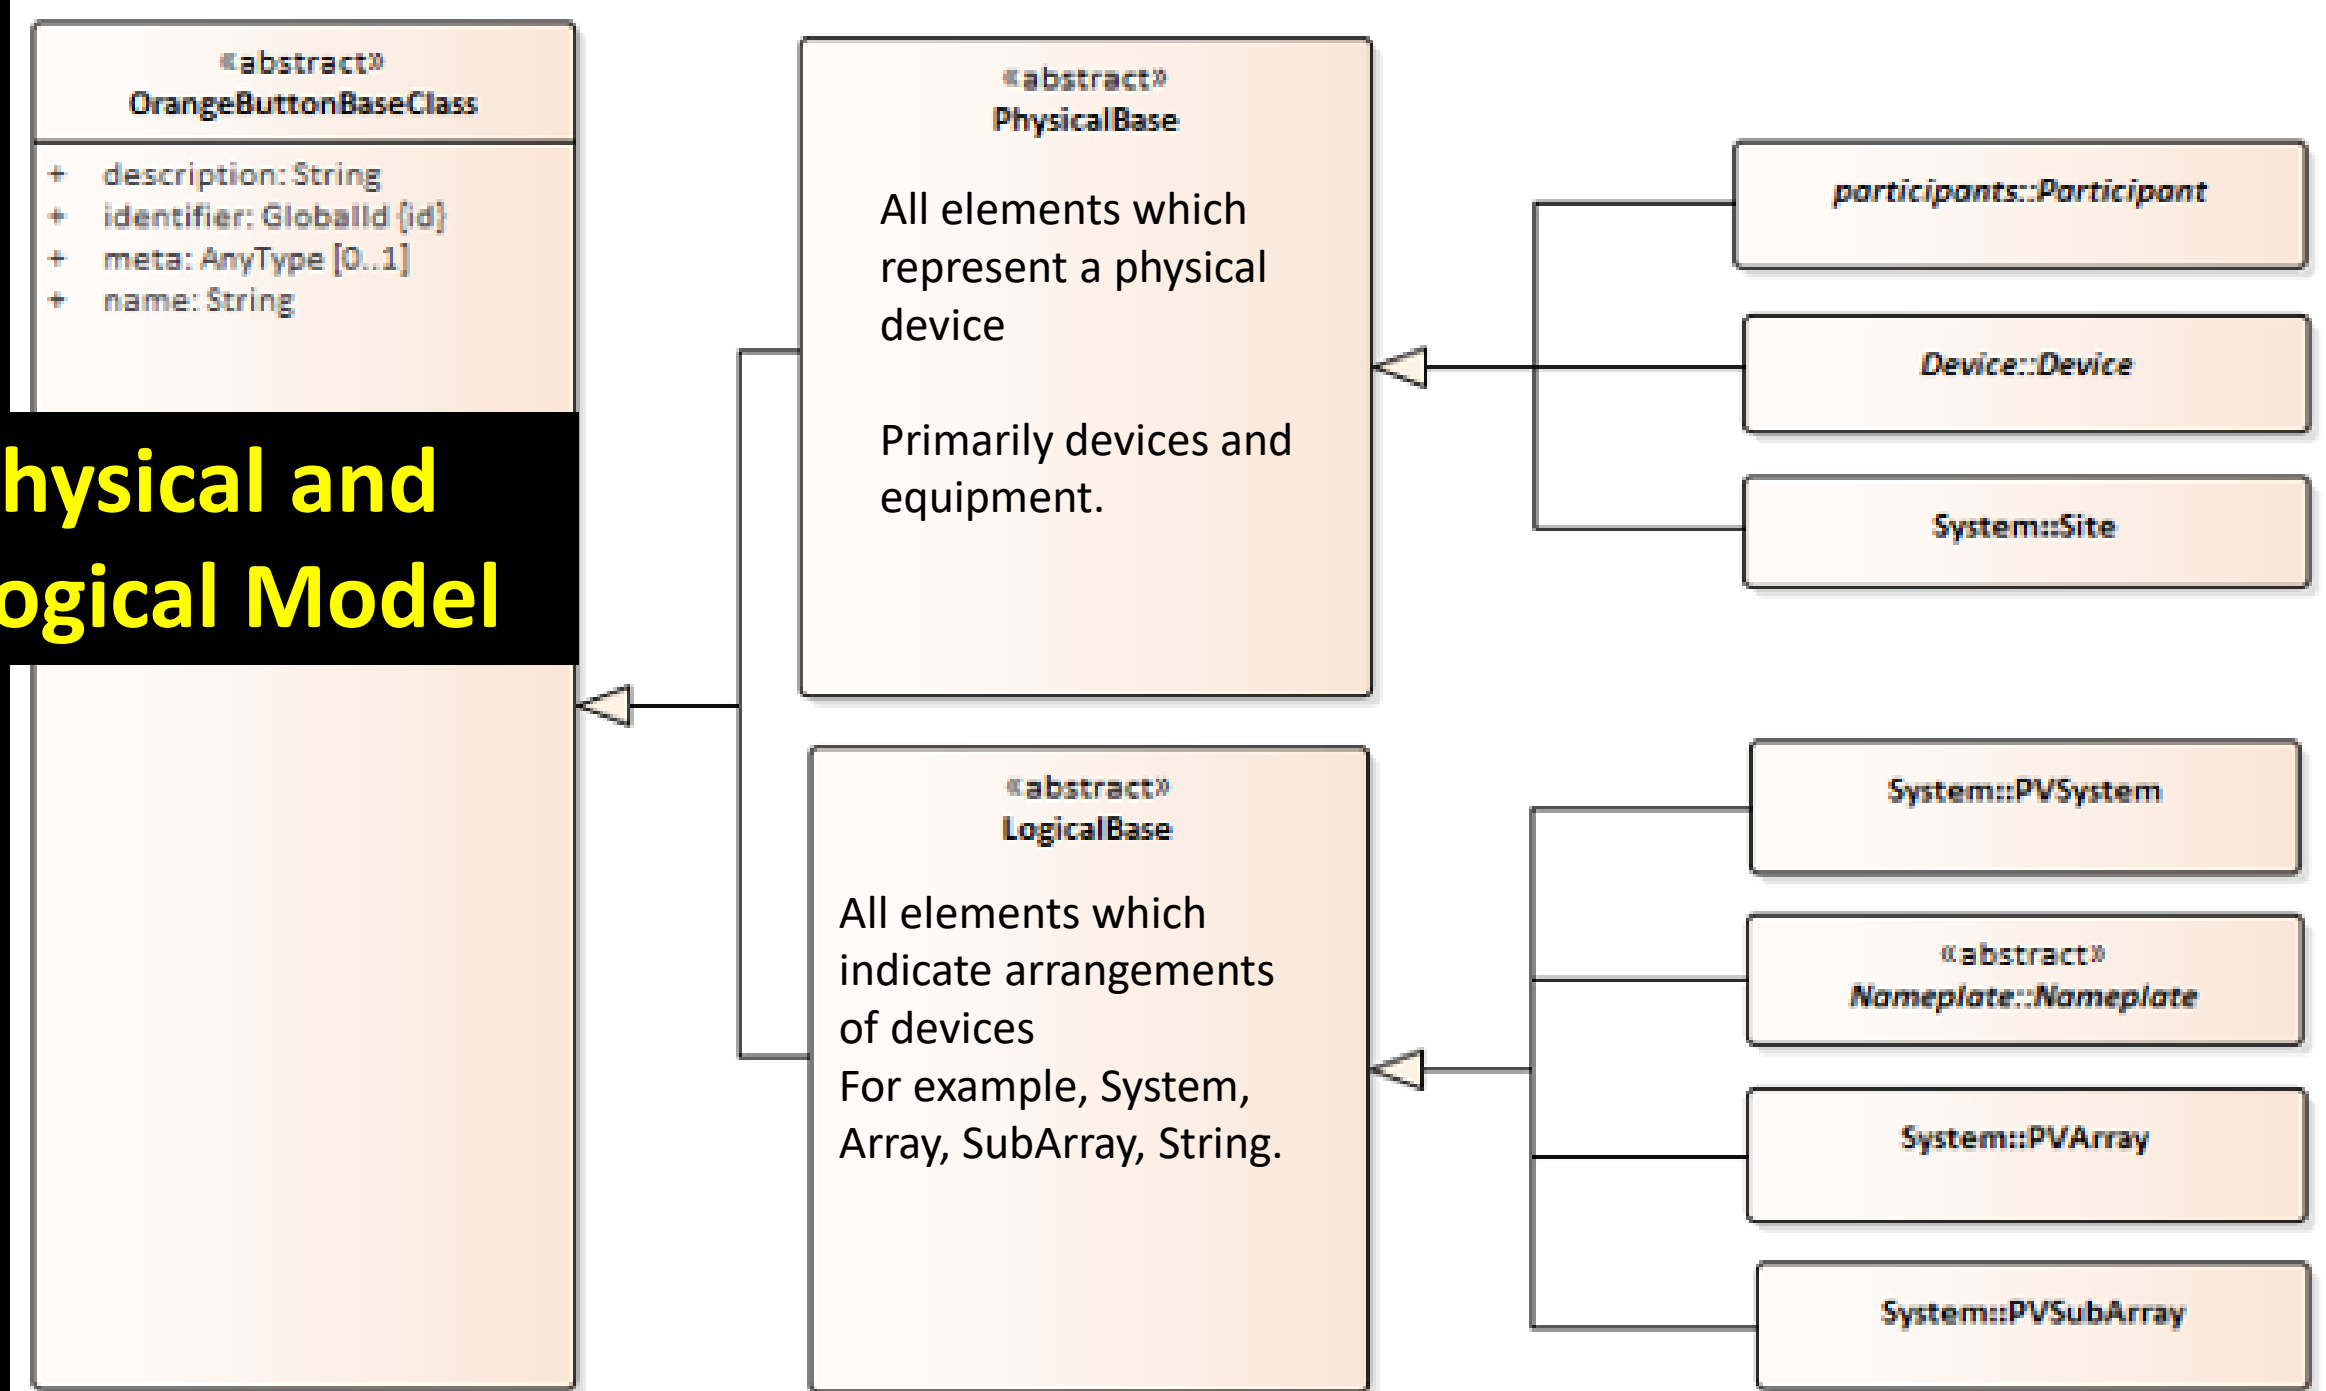 «abstract»
OrangeButtonBaseClass
+ description: String
+ identifier: GlobalId {id}
+ meta: AnyType [0..1]
+ name: String
hysical and
ogical Model
«abstract»
PhysicalBase
All elements which
represent a physical
device
Primarily devices and
equipment.
«abstract»
LogicalBase
All elements which
indicate arrangements
of devices
For example, System,
Array, SubArray, String.
participants::Participant
Device::Device
System::Site
System::PVSystem
«abstract»
Nameplate::Nameplate
System::PVArray
System::PVSubArray